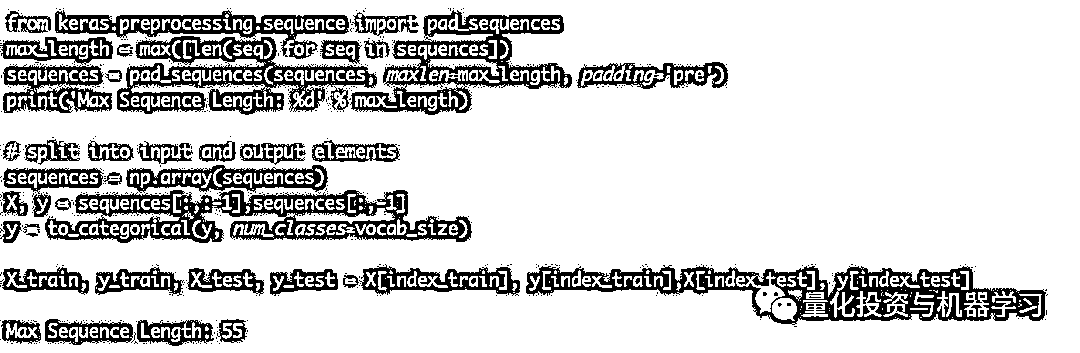 from keras.preprocessing.sequence import pad_sequences
max_length = max([len(seq) for seq in sequences])
sequences = pad_sequences(sequences, maxlen=max_length, padding='pre')
print('Max Sequence Length: %d' % max_length)
# split into input and output elements
sequences = np.array(sequences)
X, y = sequences[:,:-1],sequences[:,-1]
y = to_categorical(y, num_classes=vocab_size)
X_train, y_train, X_test, y_test = X[index_train], y[index_train],X[index_test], y[index_test]
量化投资与机器学习
Max Sequence Length: 55